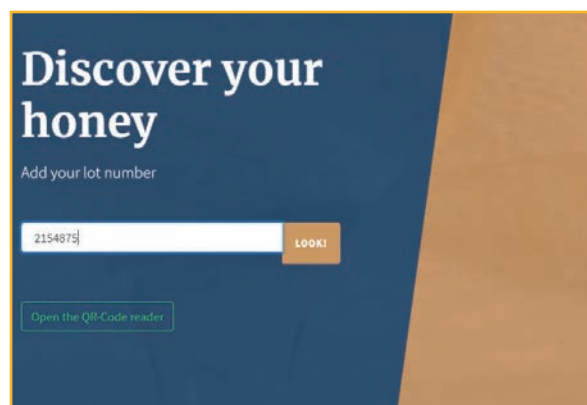 Discover your
honey
Add your lot number
2154875
LOOK!
Open the QR-Code reader